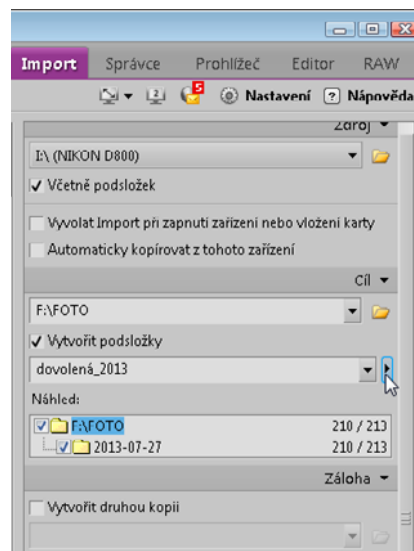 Import Správce Prohlížeč Editor RAW
2 5 Nastavení ? Nápověda
Zdroj
I:\ (NIKON D800)
Včetně podsložek
Vyvolat Import při zapnutí zařízení nebo vložení karty
Automaticky kopírovat z tohoto zařízení
Cíl
F:\FOTO
Vytvořit podsložky
dovolená_2013
Náhled:
F:\FOTO 210 / 213
2013-07-27 210 / 213
Záloha
Vytvořit druhou kopii